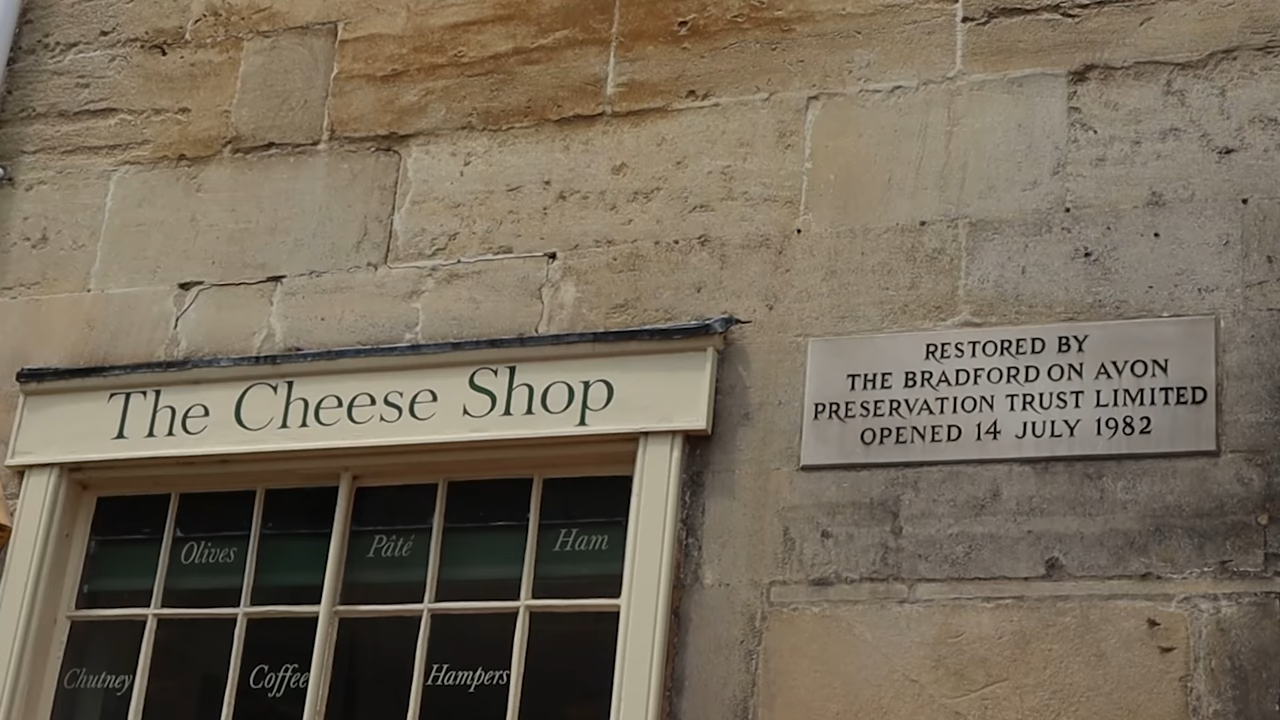 The Cheese Shop
RESTORED BY
THE BRADFORD ON AVON
PRESERVATION TRUST LIMITED
OPENED 14 JULY 1982
Olives
Pâté
Ham
Chutney
Coffee
Hampers